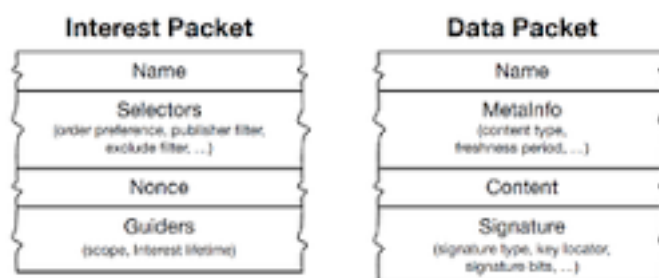 Interest Packet
Name
Selectors
(order preference, publisher filter,
exclude filter, ...)
Nonce
Guiders
(scope, Interest lifetime)
Data Packet
Name
MetaInfo
(content type,
freshness period, ...)
Content
Signature
(signature type, key locator,
signature bits, ...)